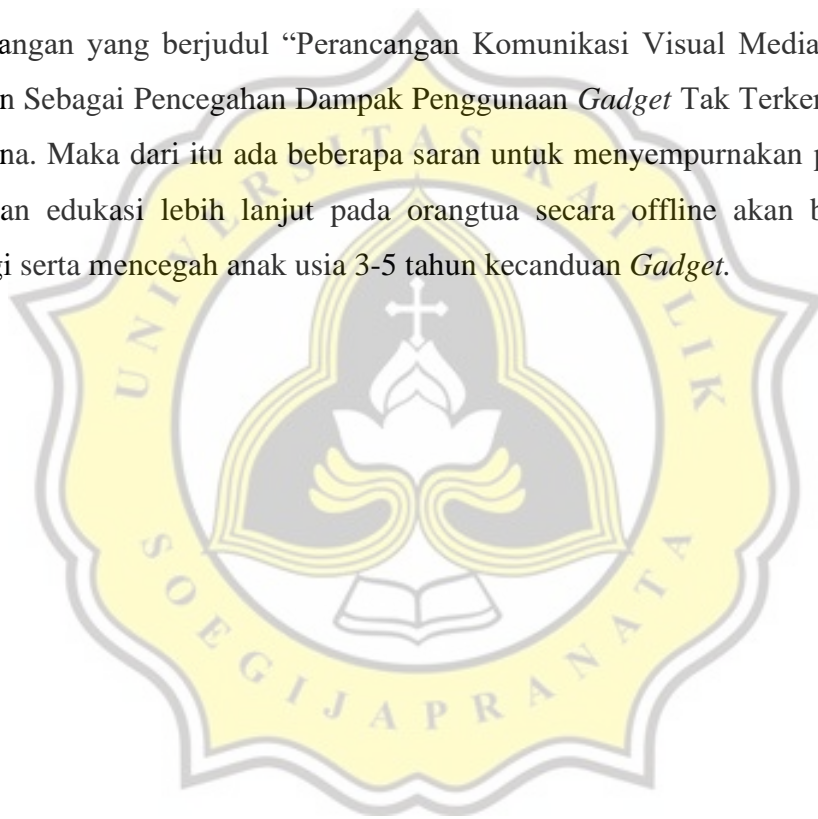 angan yang berjudul “Perancangan Komunikasi Visual Media
n Sebagai Pencegahan Dampak Penggunaan Gadget Tak Terken
na. Maka dari itu ada beberapa saran untuk menyempurnakan p
an edukasi lebih lanjut pada orangtua secara offline akan b
gi serta mencegah anak usia 3-5 tahun kecanduan Gadget.
UNIVERSITAS KATOLIK
SOEGIJAPRANATA